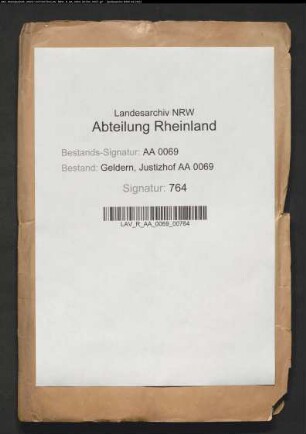 Landesarchiv NRW
Abteilung Rheinland
Bestands-Signatur: AA 0069
Bestand: Geldern, Justizhof AA 0069
Signatur: 764
LAV_R_AA_0069_00764